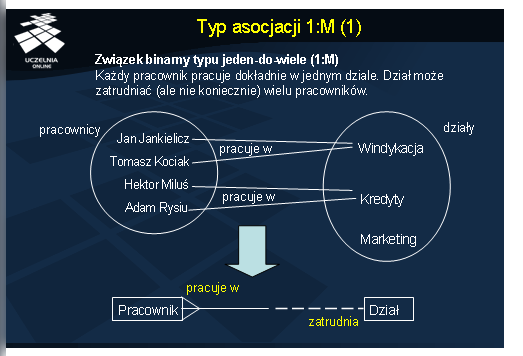 Typ asocjacji 1:M (1)
UCZELNIA
ONLINE
Związek binarny typu jeden-do-wiele (1:M)
Każdy pracownik pracuje dokładnie w jednym dziale. Dział może
zatrudniać (ale nie koniecznie) wielu pracowników.
pracownicy
działy
Jan Jankielicz
pracuje w
Windykacja
Tomasz Kociak
Hektor Miluś
pracuje w
Kredyty
Adam Rysiu
Marketing
pracuje w
Pracownik
Dział
zatrudnia